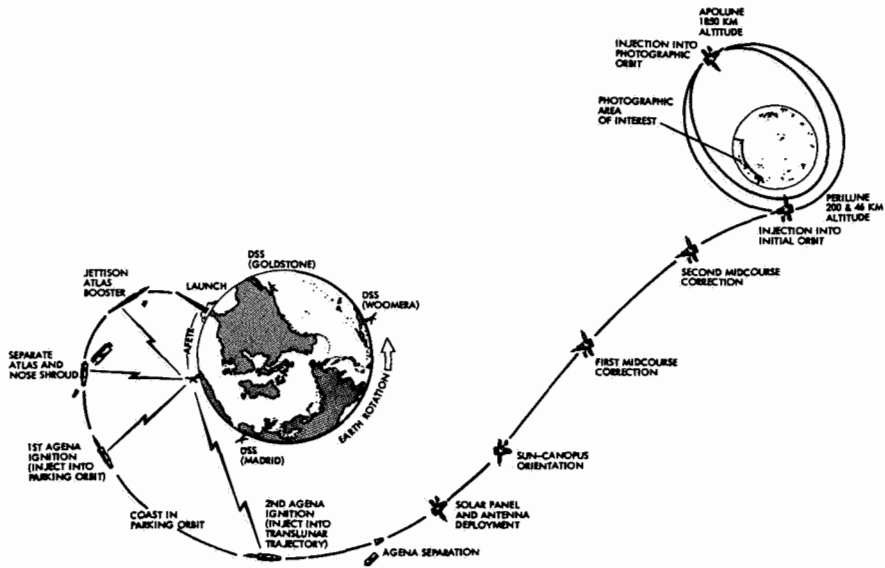 APOLUNE
1850 KM
ALTITUDE
INJECTION INTO
PHOTOGRAPHIC
ORBIT
PHOTOGRAPHIC
AREA
OF INTEREST
PERILUNE
200 & 46 KM
ALTITUDE
INJECTION INTO
INITIAL ORBIT
SECOND MIDCOURSE
CORRECTION
FIRST MIDCOURSE
CORRECTION
SUN-CANOPUS
ORIENTATION
SOLAR PANEL
AND ANTENNA
DEPLOYMENT
AGENA SEPARATION
2ND AGENA
IGNITION
(INJECT INTO
TRANSLUNAR
TRAJECTORY)
COAST IN
PARKING ORBIT
1ST AGENA
IGNITION
(INJECT INTO
PARKING ORBIT)
SEPARATE
ATLAS AND
NOSE SHROUD
JETTISON
ATLAS
BOOSTER
LAUNCH
AFETR
DSS
(GOLDSTONE)
DSS
(WOOMERA)
DSS
(MADRID)
EARTH ROTATION